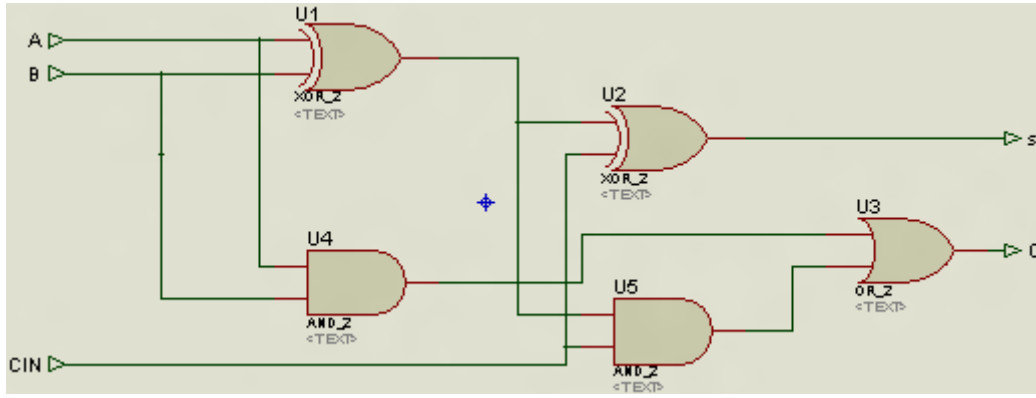 U1
A
B
XOR_2
<TEXT>
U2
s
XOR_2
<TEXT>
U3
U4
U5
OR_2
<TEXT>
AND_2
<TEXT>
CIN
AND_2
<TEXT>